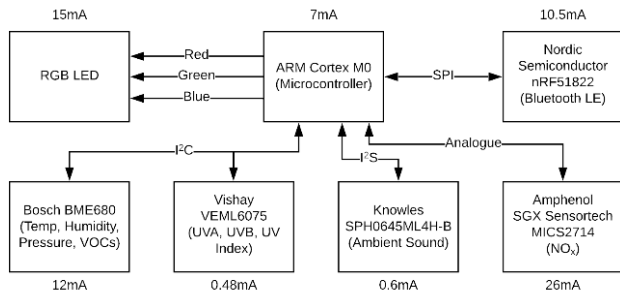 15mA
7mA
10.5mA
RGB LED
Red
Green
Blue
ARM Cortex M0
(Microcontroller)
SPI
Nordic
Semiconductor
nRF51822
(Bluetooth LE)
I²C
I²S
Analogue
Bosch BME680
(Temp, Humidity,
Pressure, VOCs)
Vishay
VEML6075
(UVA, UVB, UV
Index)
Knowles
SPH0645ML4H-B
(Ambient Sound)
Amphenol
SGX Sensortech
MICS2714
(NOₓ)
12mA
0.48mA
0.6mA
26mA